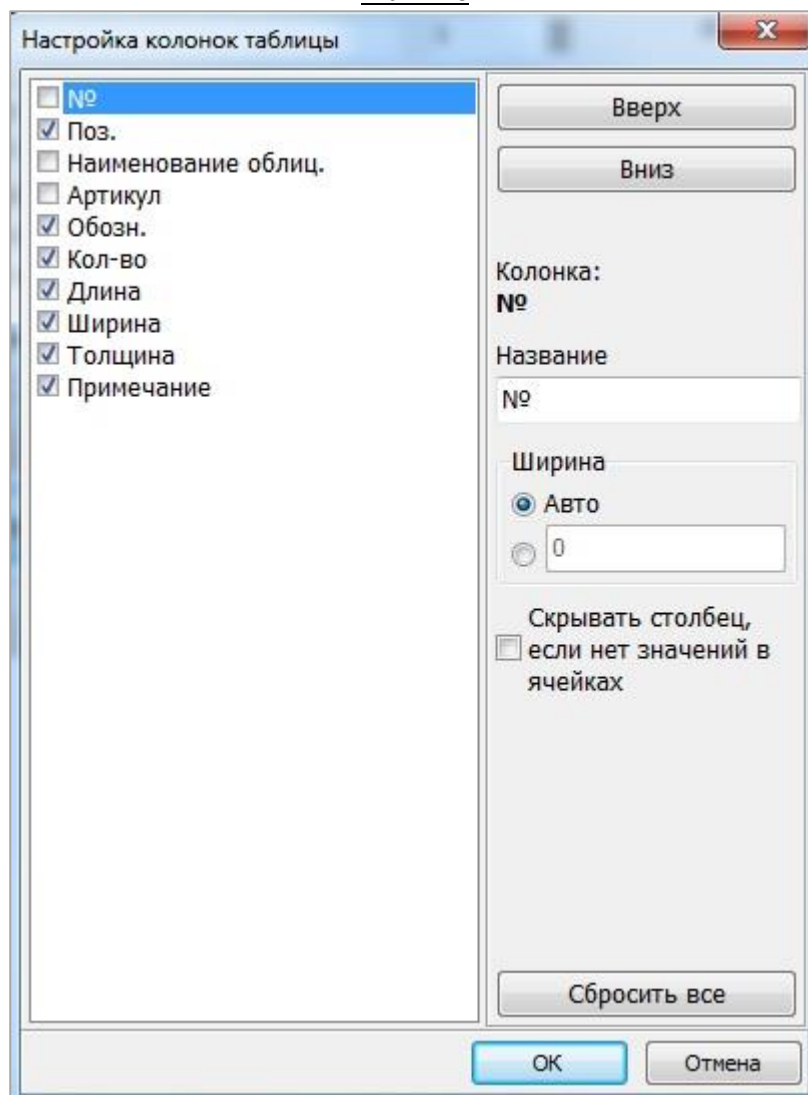 Настройка колонок таблицы
№
Поз.
Наименование облиц.
Артикул
Обозн.
Кол-во
Длина
Ширина
Толщина
Примечание
Вверх
Вниз
Колонка:
№
Название
№
Ширина
Авто
0
Скрывать столбец,
если нет значений в
ячейках
Сбросить все
ОК
Отмена